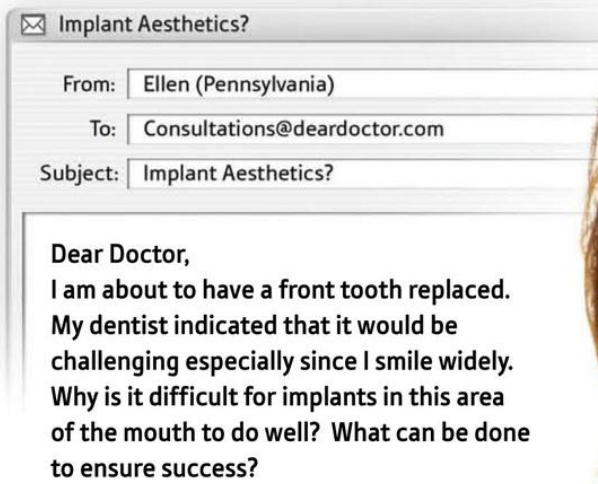 Implant Aesthetics?
From: Ellen (Pennsylvania)
To: Consultations@deardoctor.com
Subject: Implant Aesthetics?
Dear Doctor,
I am about to have a front tooth replaced.
My dentist indicated that it would be
challenging especially since I smile widely.
Why is it difficult for implants in this area
of the mouth to do well? What can be done
to ensure success?